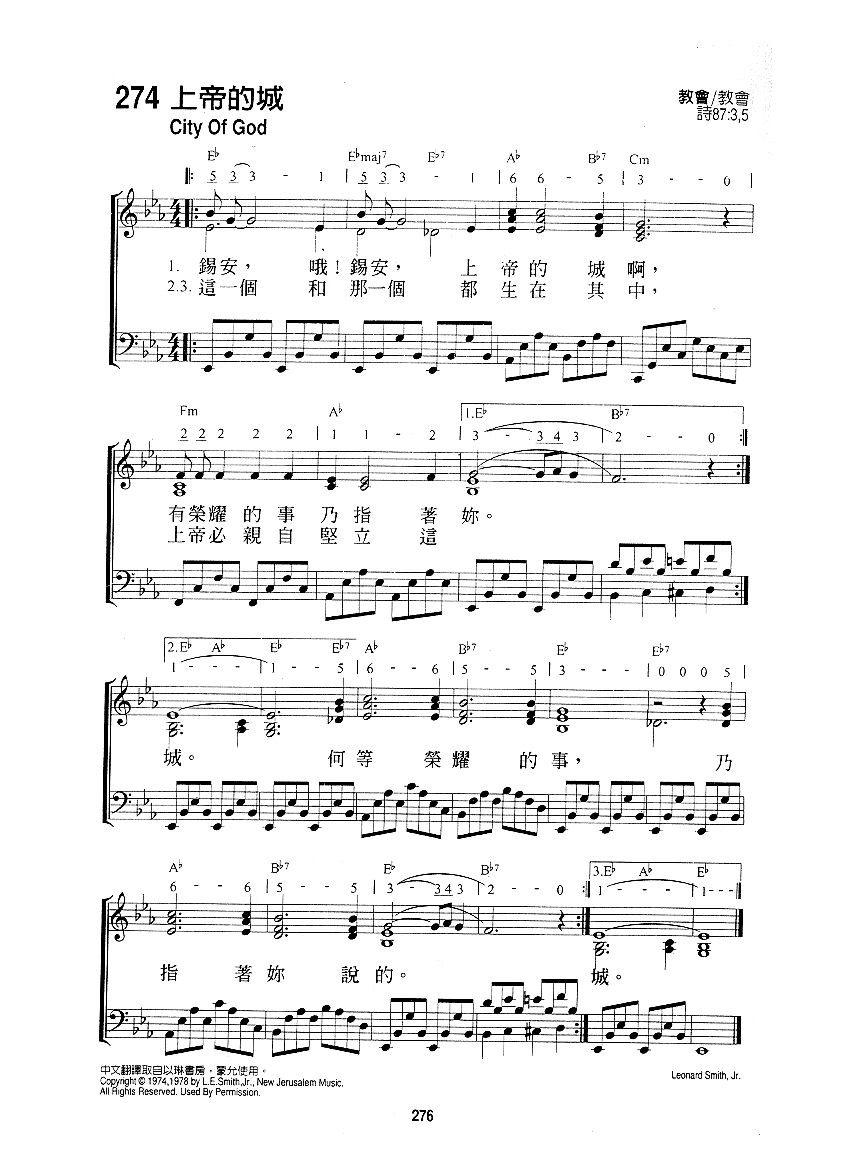 274 上帝的城
City Of God
教會/教會
詩87:3,5
E♭ E♭maj7 E♭7 A♭ B♭7 Cm
‖: 5 3 3 - 1 | 5 3 3 - 1 | 6 6 - 5 | 3 - - 0 |
1. 錫安， 哦！錫安， 上 帝 的 城 啊，
2.3. 這一個 和 那一個 都 生 在 其 中，
Fm A♭ 1.E♭ B♭7
2 2 2 2 2 | 1 1 - 2 | 3 - 3 4 3 | 2 - - 0 :‖
有榮耀 的 事 乃 指 著 妳。
上帝必 親 自 堅 立 這
2.E♭ A♭ E♭ E♭7 A♭ B♭7 E♭ E♭7
1 - - - | 1 - - 5 | 6 - - 6 | 5 - - 5 | 3 - - - | 0 0 0 5 |
城。 何 等 榮 耀 的 事， 乃
A♭ B♭7 E♭ B♭7 3.E♭ A♭ E♭
6 - - 6 | 5 - - 5 | 3 - 3 4 3 | 2 - - 0 :‖ 1 - - - | 1 - - - ‖
指 著 妳 說 的。 城。
中文翻譯取自以琳書房，蒙允使用。
Copyright © 1974,1978 by L.E.Smith,Jr., New Jerusalem Music.
All Rights Reserved. Used By Permission.
Leonard Smith, Jr.
276